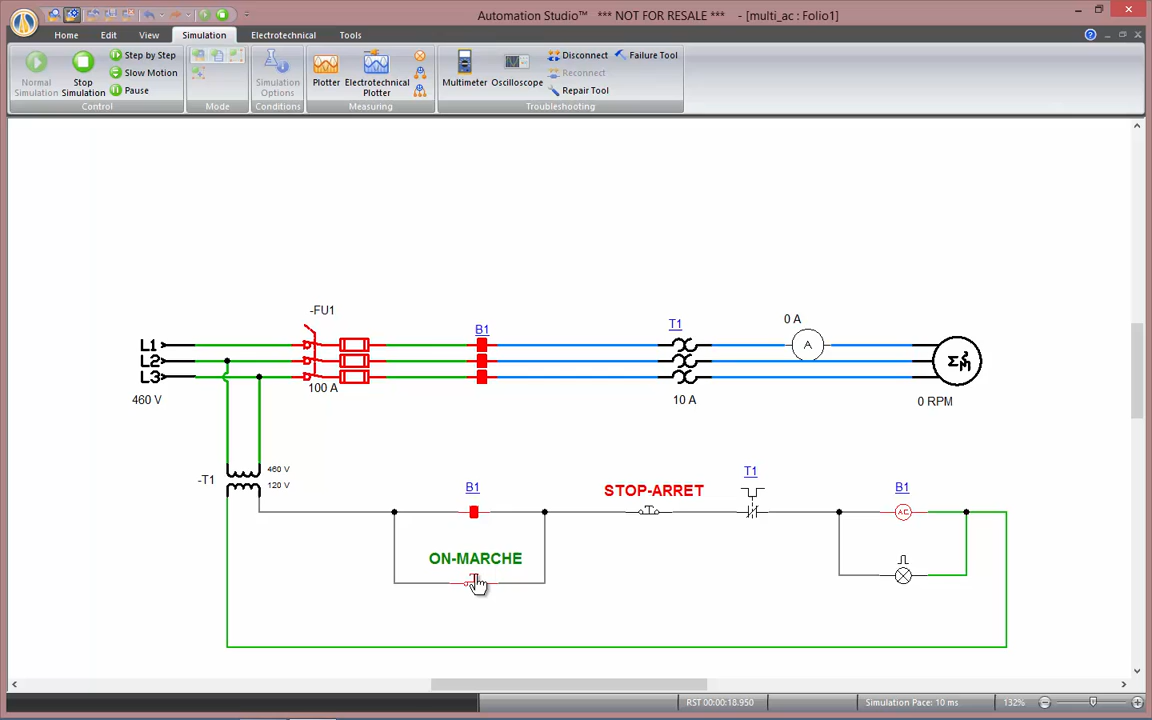 Automation Studio™ *** NOT FOR RESALE *** - [multi_ac : Folio1]
Home Edit View Simulation Electrotechnical Tools
Normal Simulation
Stop Simulation
Step by Step
Slow Motion
Pause
Control
Mode
Simulation Options
Conditions
Plotter
Electrotechnical Plotter
Measuring
Multimeter
Oscilloscope
Disconnect
Reconnect
Repair Tool
Failure Tool
Troubleshooting
-FU1
L1
L2
L3
460 V
100 A
B1
T1
10 A
0 A
A
0 RPM
-T1
460 V
120 V
B1
ON-MARCHE
STOP-ARRET
T1
B1
AC
RST 00:00:18.950
Simulation Pace: 10 ms
132%